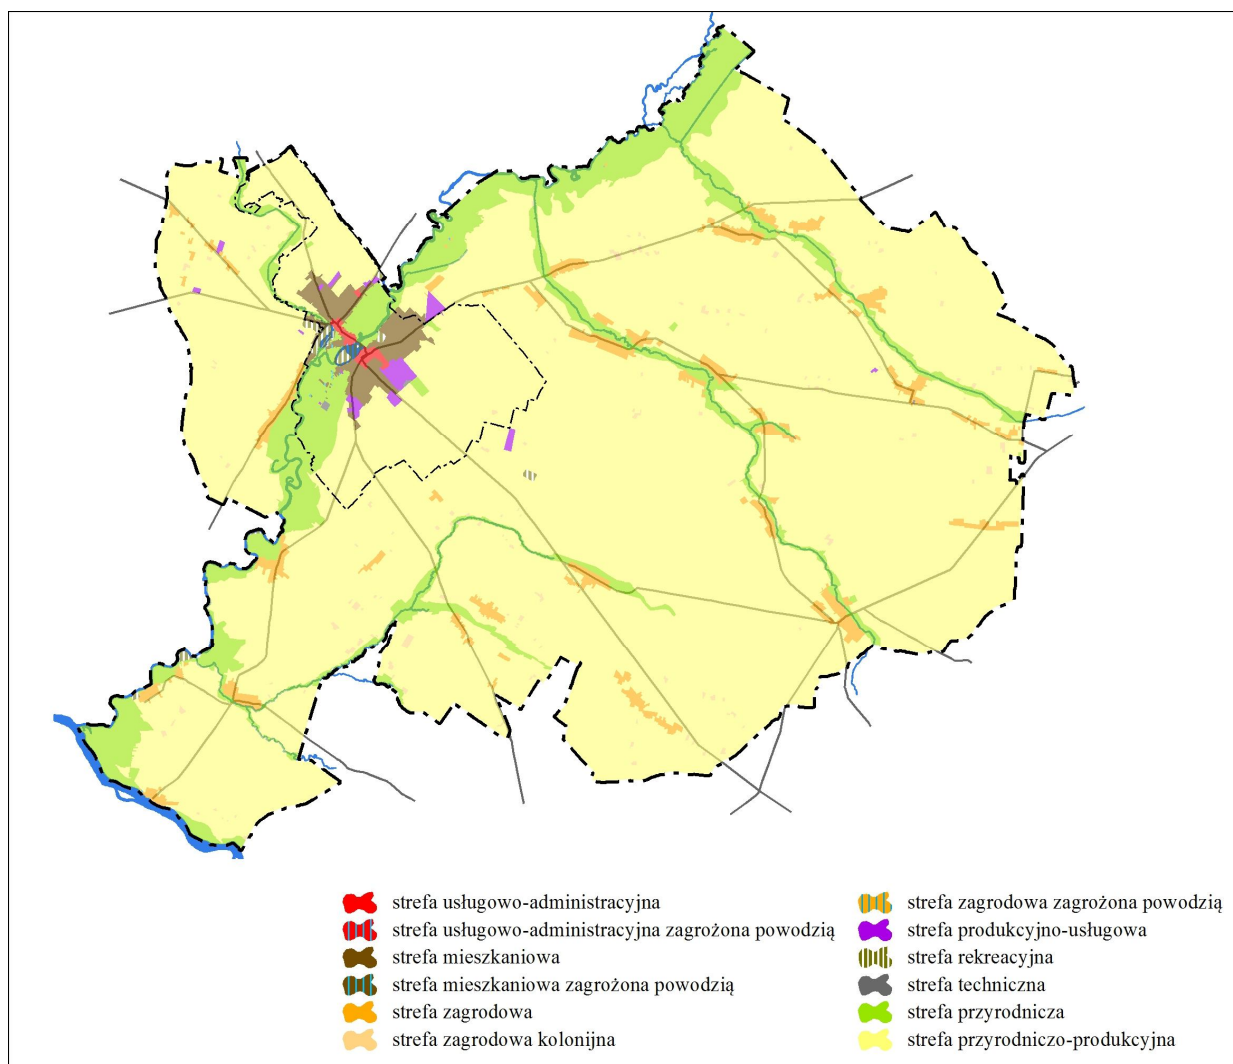 strefa usługowo-administracyjna
strefa usługowo-administracyjna zagrożona powodzią
strefa mieszkaniowa
strefa mieszkaniowa zagrożona powodzią
strefa zagrodowa
strefa zagrodowa kolonijna
strefa zagrodowa zagrożona powodzią
strefa produkcyjno-usługowa
strefa rekreacyjna
strefa techniczna
strefa przyrodnicza
strefa przyrodniczo-produkcyjna